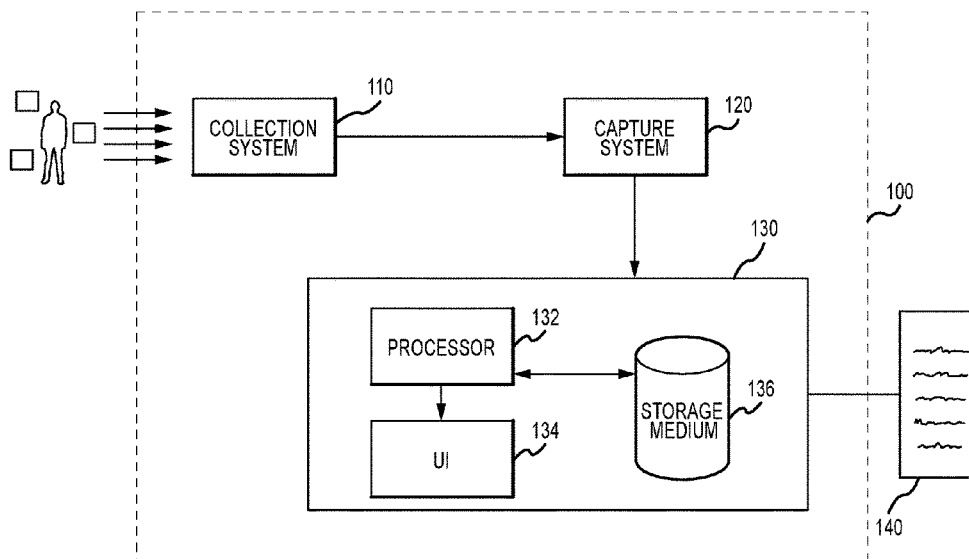 110
COLLECTION
SYSTEM
120
CAPTURE
SYSTEM
100
130
132
PROCESSOR
136
STORAGE
MEDIUM
134
UI
140